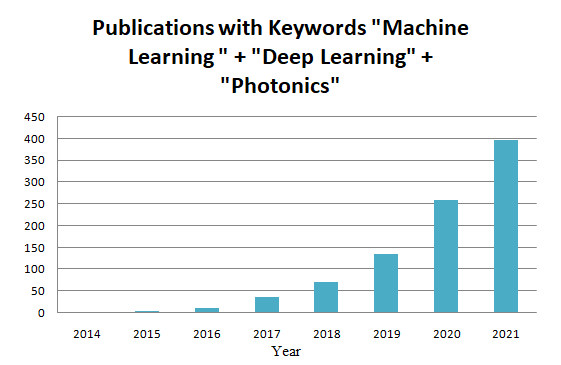 Publications with Keywords "Machine
Learning " + "Deep Learning" +
"Photonics"
450
400
350
300
250
200
150
100
50
0
2014 2015 2016 2017 2018 2019 2020 2021
Year